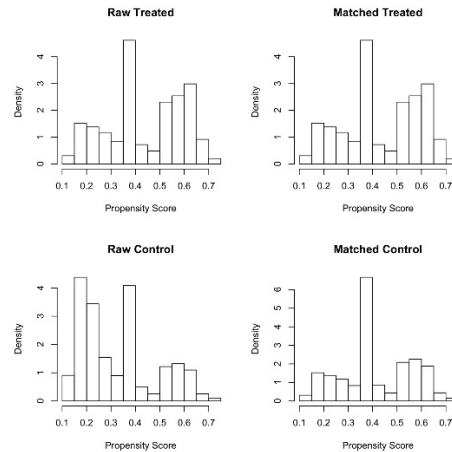 Raw Treated
Density
0 1 2 3 4
0.1 0.2 0.3 0.4 0.5 0.6 0.7
Propensity Score
Matched Treated
Density
0 1 2 3 4
0.1 0.2 0.3 0.4 0.5 0.6 0.7
Propensity Score
Raw Control
Density
0 1 2 3 4
0.1 0.2 0.3 0.4 0.5 0.6 0.7
Propensity Score
Matched Control
Density
0 1 2 3 4 5 6
0.1 0.2 0.3 0.4 0.5 0.6 0.7
Propensity Score